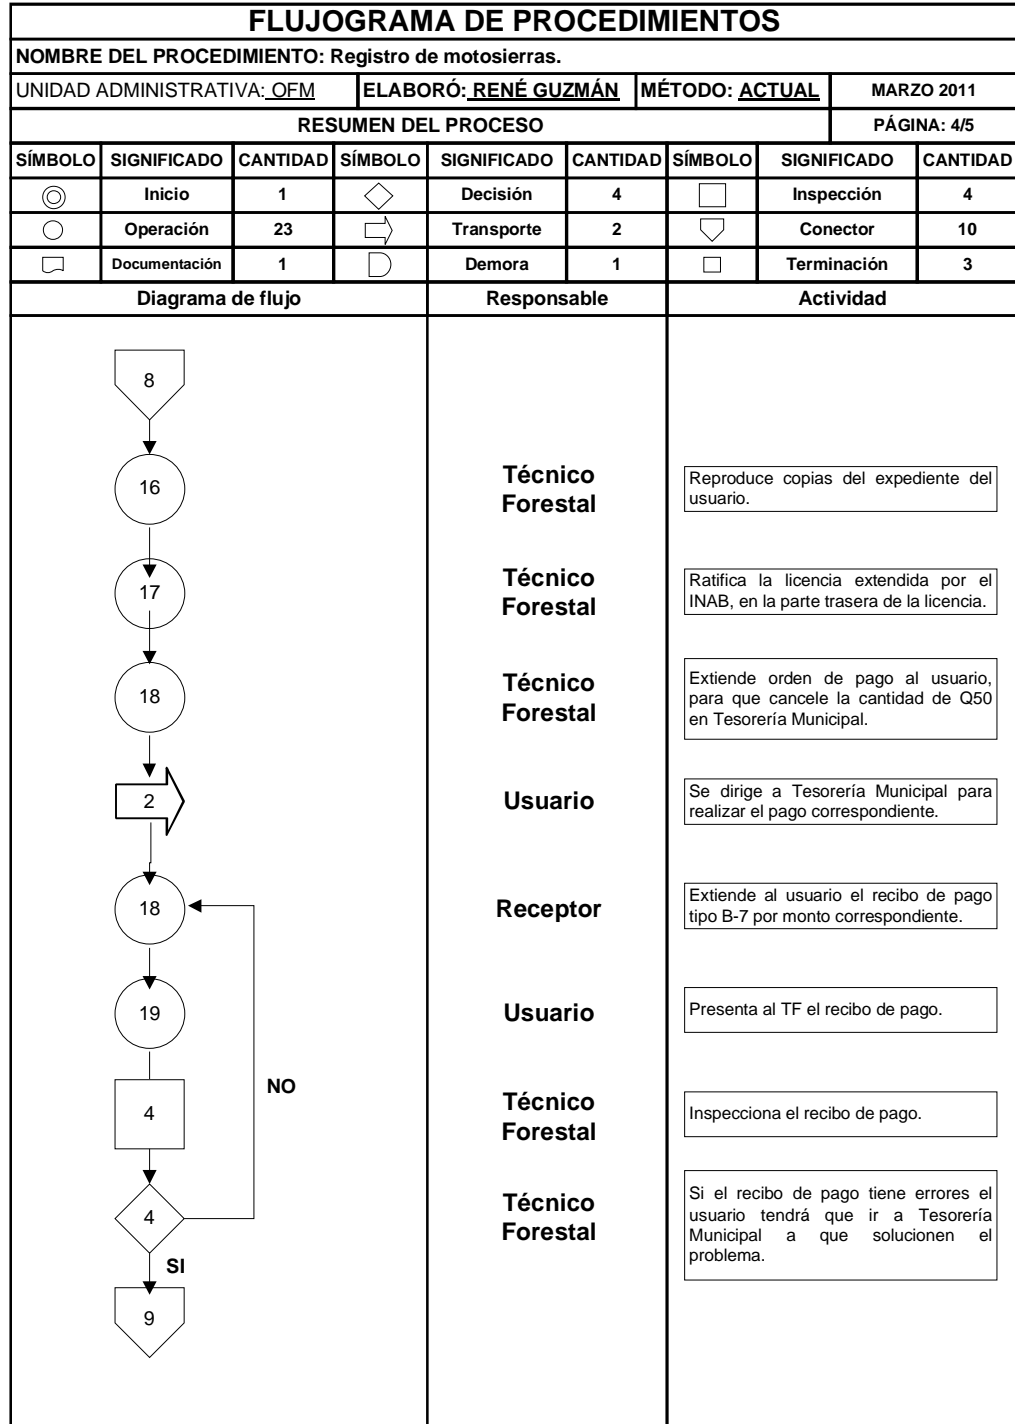 FLUJOGRAMA DE PROCEDIMIENTOS
NOMBRE DEL PROCEDIMIENTO: Registro de motosierras.
UNIDAD ADMINISTRATIVA: OFM ELABORÓ: RENÉ GUZMÁN MÉTODO: ACTUAL MARZO 2011
RESUMEN DEL PROCESO PÁGINA: 4/5
SÍMBOLO SIGNIFICADO CANTIDAD SÍMBOLO SIGNIFICADO CANTIDAD SÍMBOLO SIGNIFICADO CANTIDAD
Inicio 1 Decisión 4 Inspección 4
Operación 23 Transporte 2 Conector 10
Documentación 1 Demora 1 Terminación 3
Diagrama de flujo Responsable Actividad
8
16
Técnico
Forestal
Reproduce copias del expediente del
usuario.
17
Técnico
Forestal
Ratifica la licencia extendida por el
INAB, en la parte trasera de la licencia.
18
Técnico
Forestal
Extiende orden de pago al usuario,
para que cancele la cantidad de Q50
en Tesorería Municipal.
2
Usuario
Se dirige a Tesorería Municipal para
realizar el pago correspondiente.
18
Receptor
Extiende al usuario el recibo de pago
tipo B-7 por monto correspondiente.
19
Usuario
Presenta al TF el recibo de pago.
NO
4
Técnico
Forestal
Inspecciona el recibo de pago.
4
Técnico
Forestal
Si el recibo de pago tiene errores el
usuario tendrá que ir a Tesorería
Municipal a que solucionen el
problema.
SI
9